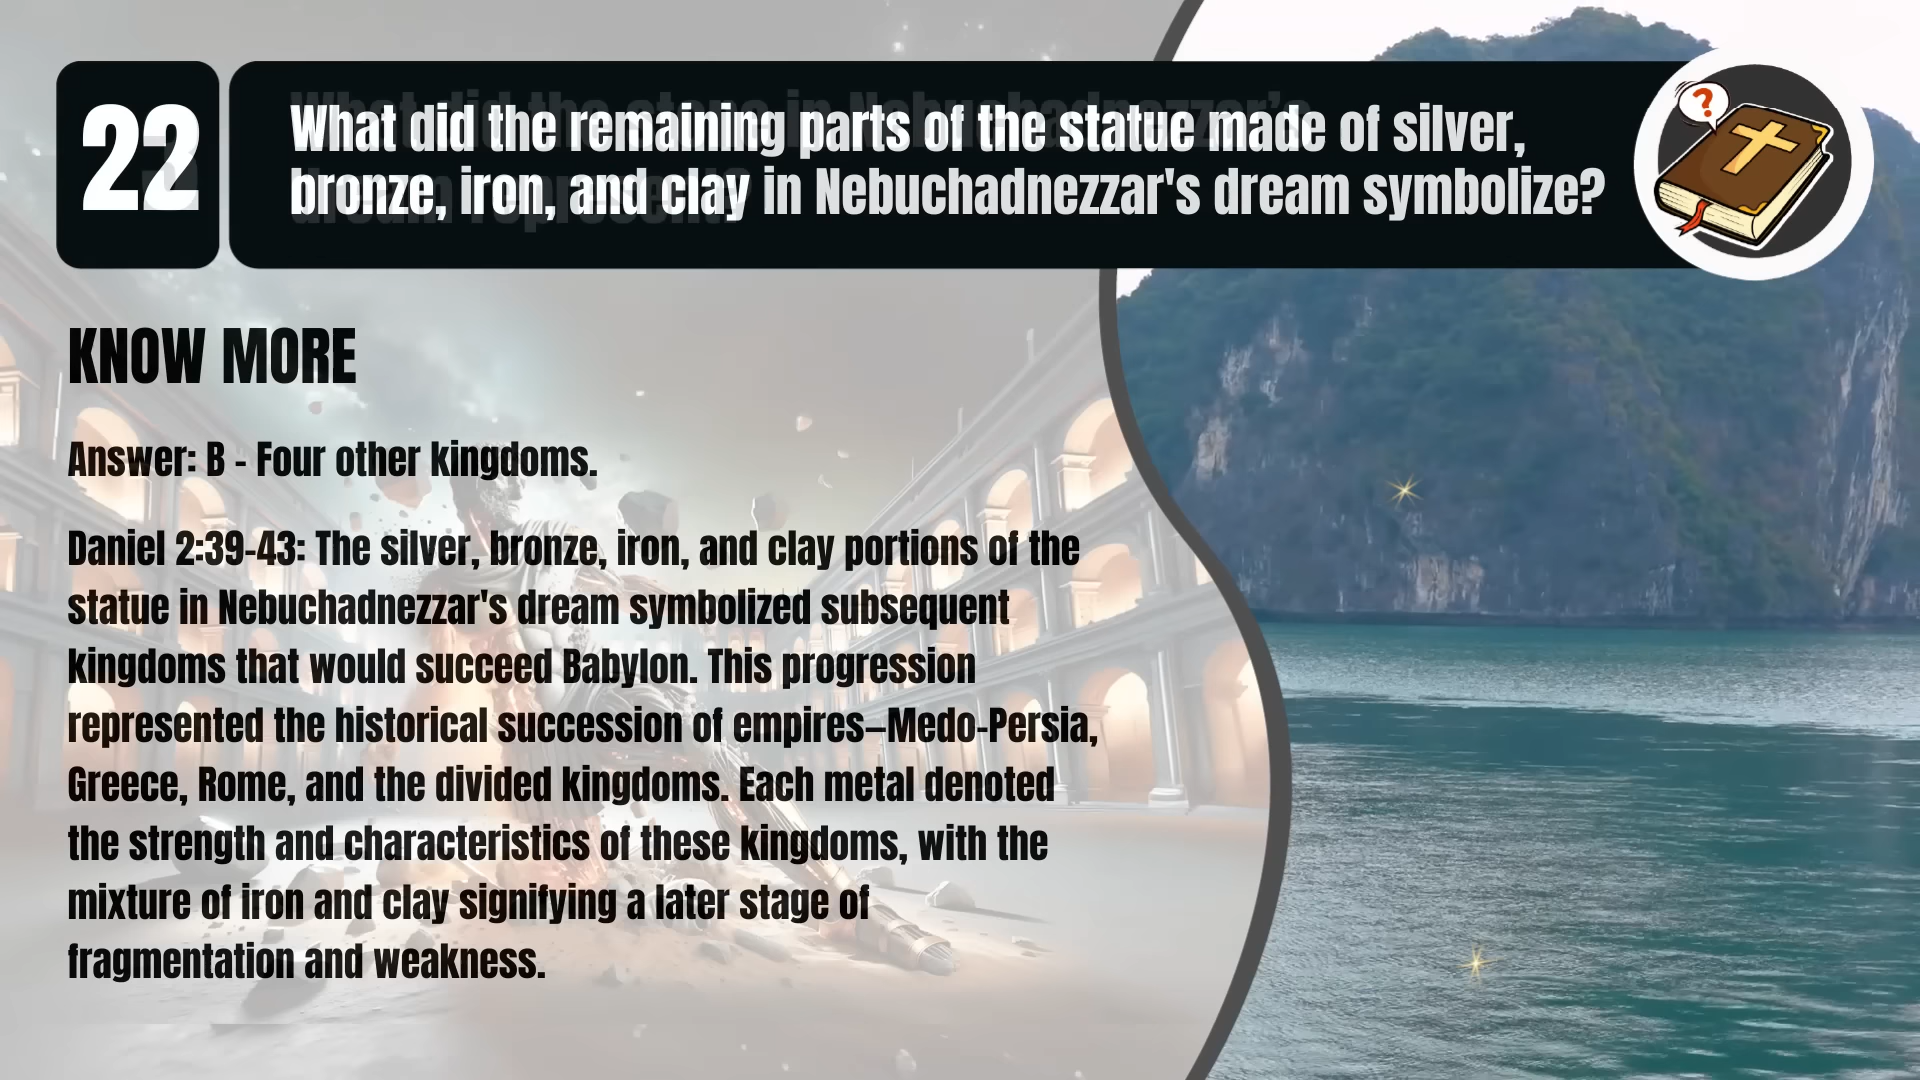 22
What did the remaining parts of the statue made of silver,
bronze, iron, and clay in Nebuchadnezzar's dream symbolize?
?
KNOW MORE
Answer: B - Four other kingdoms.
Daniel 2:39-43: The silver, bronze, iron, and clay portions of the
statue in Nebuchadnezzar's dream symbolized subsequent
kingdoms that would succeed Babylon. This progression
represented the historical succession of empires—Medo-Persia,
Greece, Rome, and the divided kingdoms. Each metal denoted
the strength and characteristics of these kingdoms, with the
mixture of iron and clay signifying a later stage of
fragmentation and weakness.